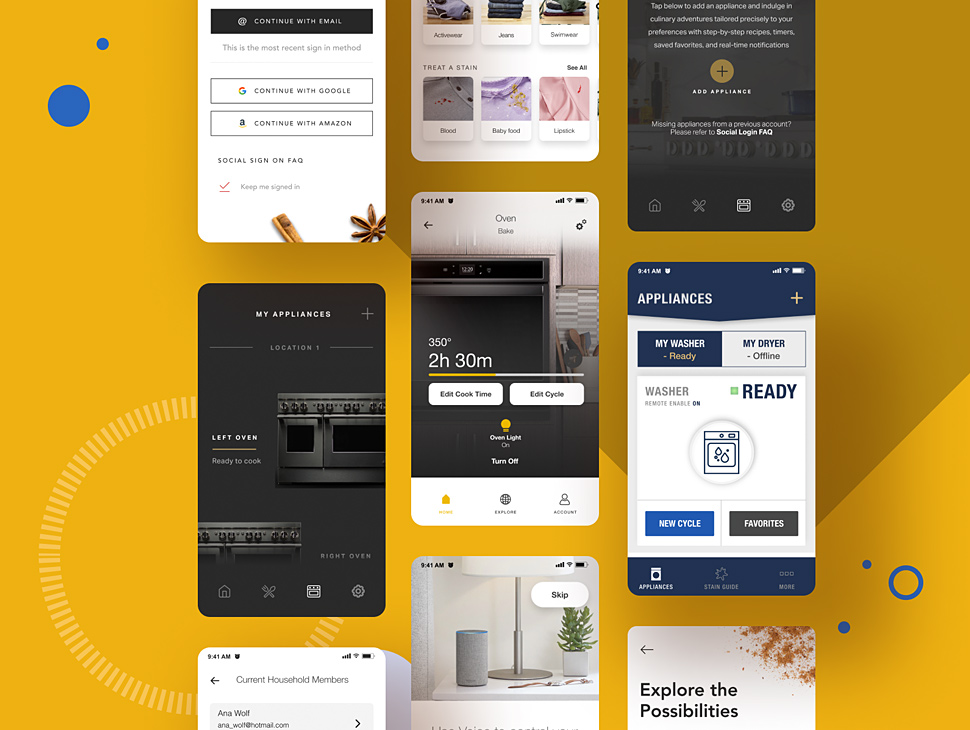 @ CONTINUE WITH EMAIL
This is the most recent sign in method
G CONTINUE WITH GOOGLE
a CONTINUE WITH AMAZON
SOCIAL SIGN ON FAQ
Keep me signed in
MY APPLIANCES
LOCATION 1
LEFT OVEN
Ready to cook
RIGHT OVEN
9:41 AM
Current Household Members
Ana Wolf
ana_wolf@hotmail.com
Activewear
Jeans
Swimwear
TREAT A STAIN
See All
Blood
Baby food
Lipstick
9:41 AM
Oven
Bake
12:20
350°
2h 30m
Edit Cook Time
Edit Cycle
Oven Light
On
Turn Off
HOME
EXPLORE
ACCOUNT
9:41 AM
Skip
Use Voice to control your
Tap below to add an appliance and indulge in
culinary adventures tailored precisely to your
preferences with step-by-step recipes, timers,
saved favorites, and real-time notifications
ADD APPLIANCE
Missing appliances from a previous account?
Please refer to Social Login FAQ
9:41 AM
APPLIANCES
MY WASHER
- Ready
MY DRYER
- Offline
WASHER
REMOTE ENABLE ON
READY
NEW CYCLE
FAVORITES
APPLIANCES
STAIN GUIDE
MORE
Explore the
Possibilities